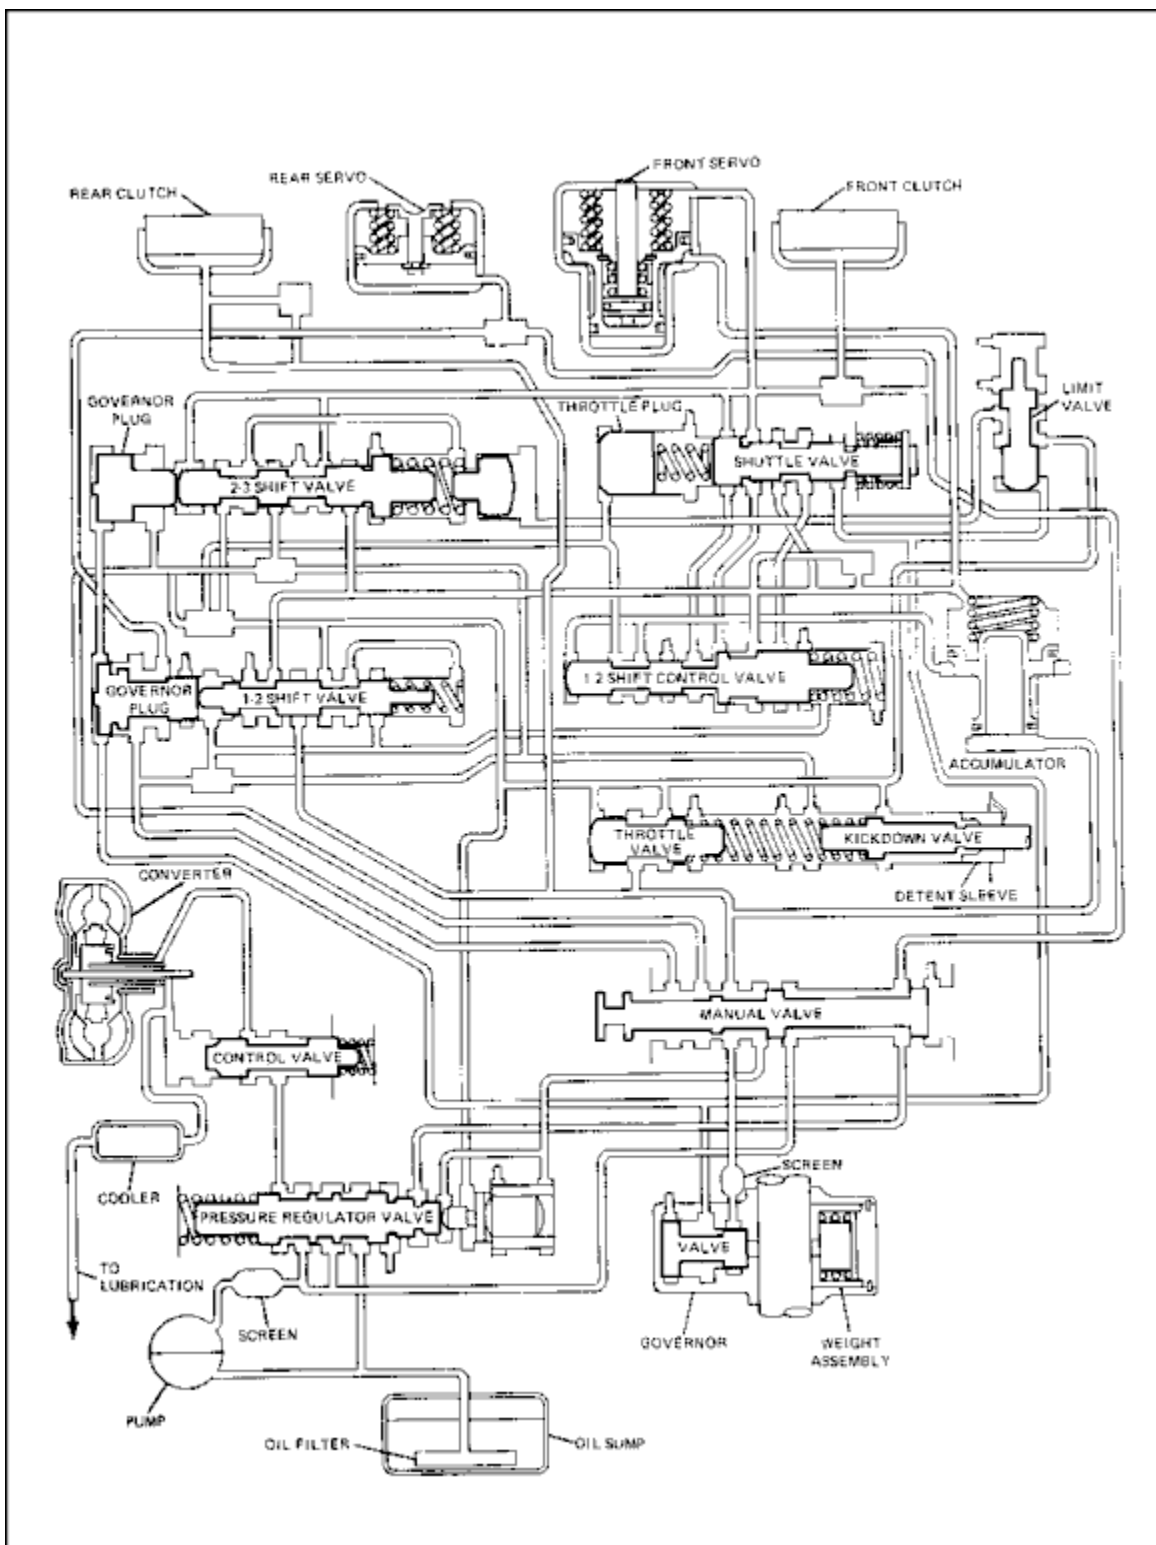 REAR CLUTCH
REAR SERVO
FRONT SERVO
FRONT CLUTCH
GOVERNOR
PLUG
THROTTLE PLUG
LIMIT
VALVE
2-3 SHIFT VALVE
SHUTTLE VALVE
GOVERNOR
PLUG
1-2 SHIFT VALVE
1 2 SHIFT CONTROL VALVE
ACCUMULATOR
THROTTLE
VALVE
KICKDOWN VALVE
DETENT SLEEVE
CONVERTER
MANUAL VALVE
CONTROL VALVE
COOLER
SCREEN
PRESSURE REGULATOR VALVE
VALVE
TO
LUBRICATION
SCREEN
GOVERNOR
WEIGHT
ASSEMBLY
PUMP
OIL FILTER
OIL SUMP